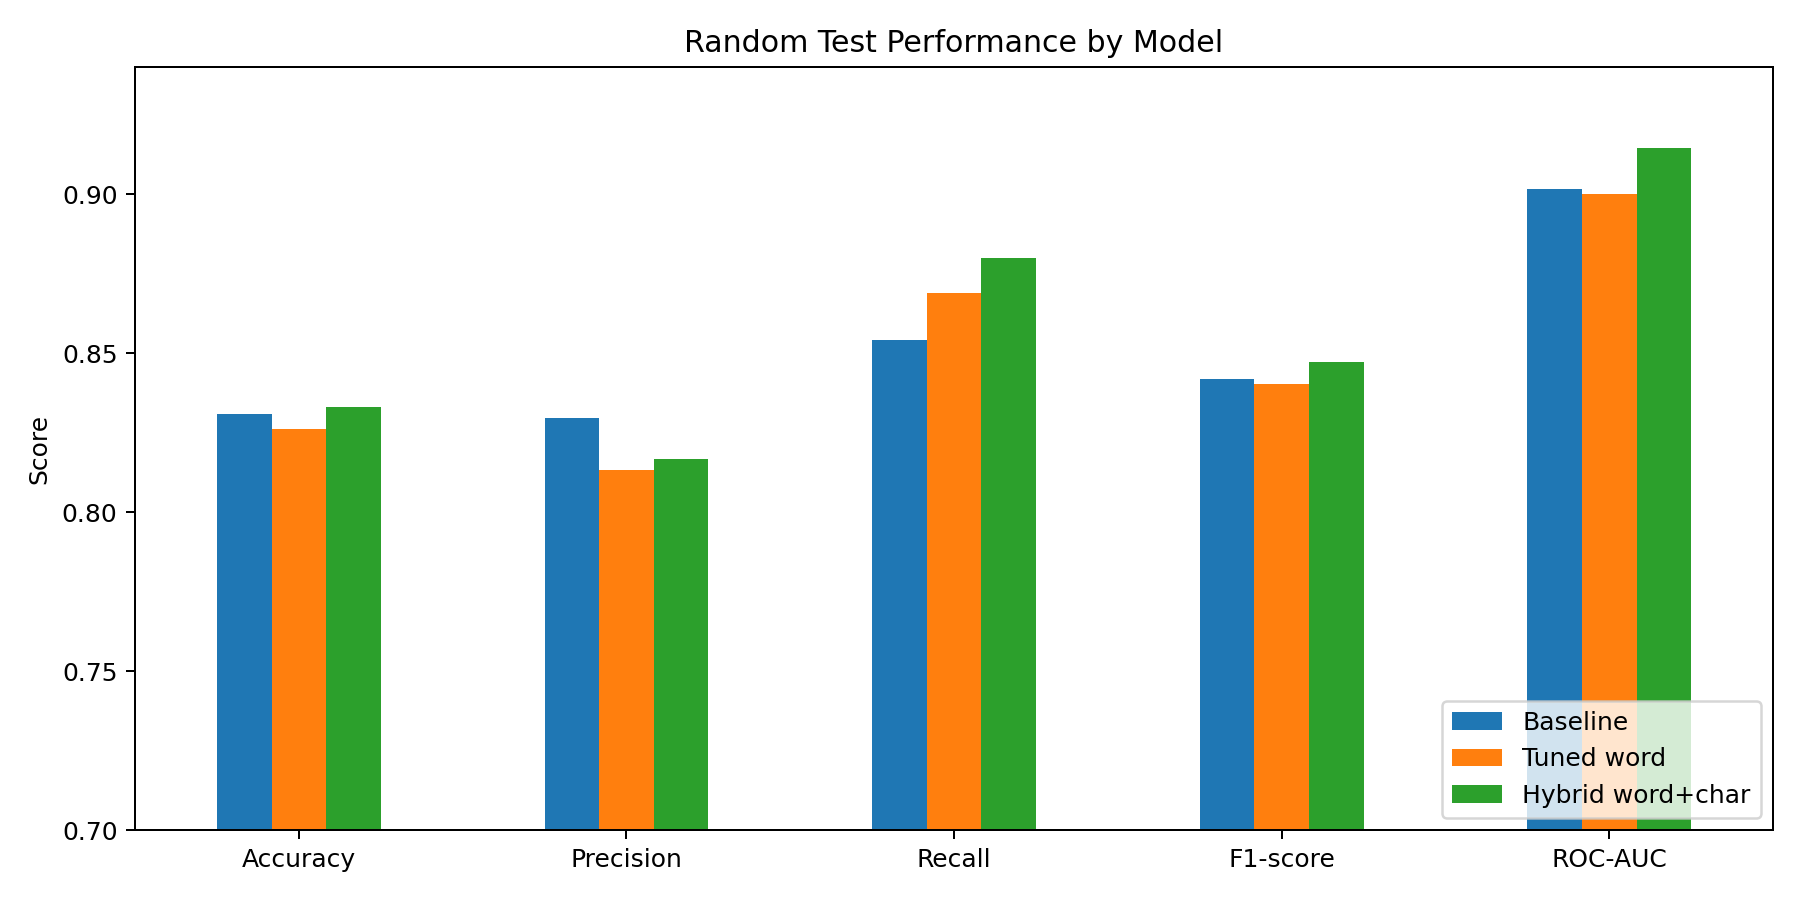 Random Test Performance by Model
Score
0.90
0.85
0.80
0.75
0.70
Accuracy
Precision
Recall
F1-score
ROC-AUC
Baseline
Tuned word
Hybrid word+char